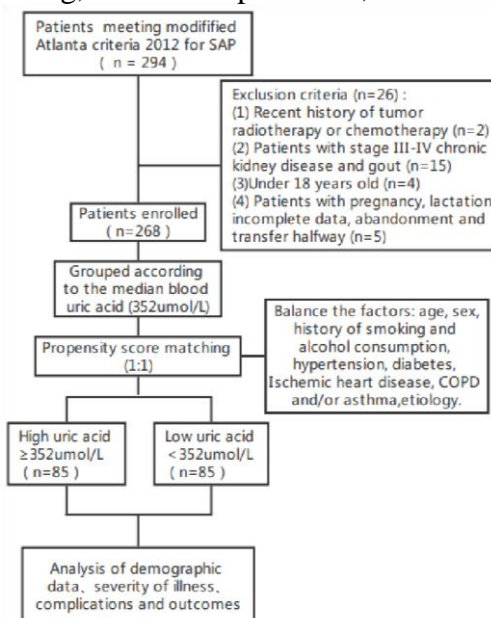 Patients meeting modifified
Atlanta criteria 2012 for SAP
( n = 294 )
Exclusion criteria (n=26) :
(1) Recent history of tumor
radiotherapy or chemotherapy (n=2)
(2) Patients with stage III-IV chronic
kidney disease and gout (n=15)
(3)Under 18 years old (n=4)
(4) Patients with pregnancy, lactation
incomplete data, abandonment and
transfer halfway (n=5)
Patients enrolled
( n=268 )
Grouped according
to the median blood
uric acid (352umol/L)
Balance the factors: age, sex,
history of smoking and
alcohol consumption,
hypertension, diabetes,
Ischemic heart disease, COPD
and/or asthma,etiology.
Propensity score matching
(1:1)
High uric acid
≥352umol/L
( n=85 )
Low uric acid
<352umol/L
( n=85 )
Analysis of demographic
data、severity of illness、
complications and outcomes